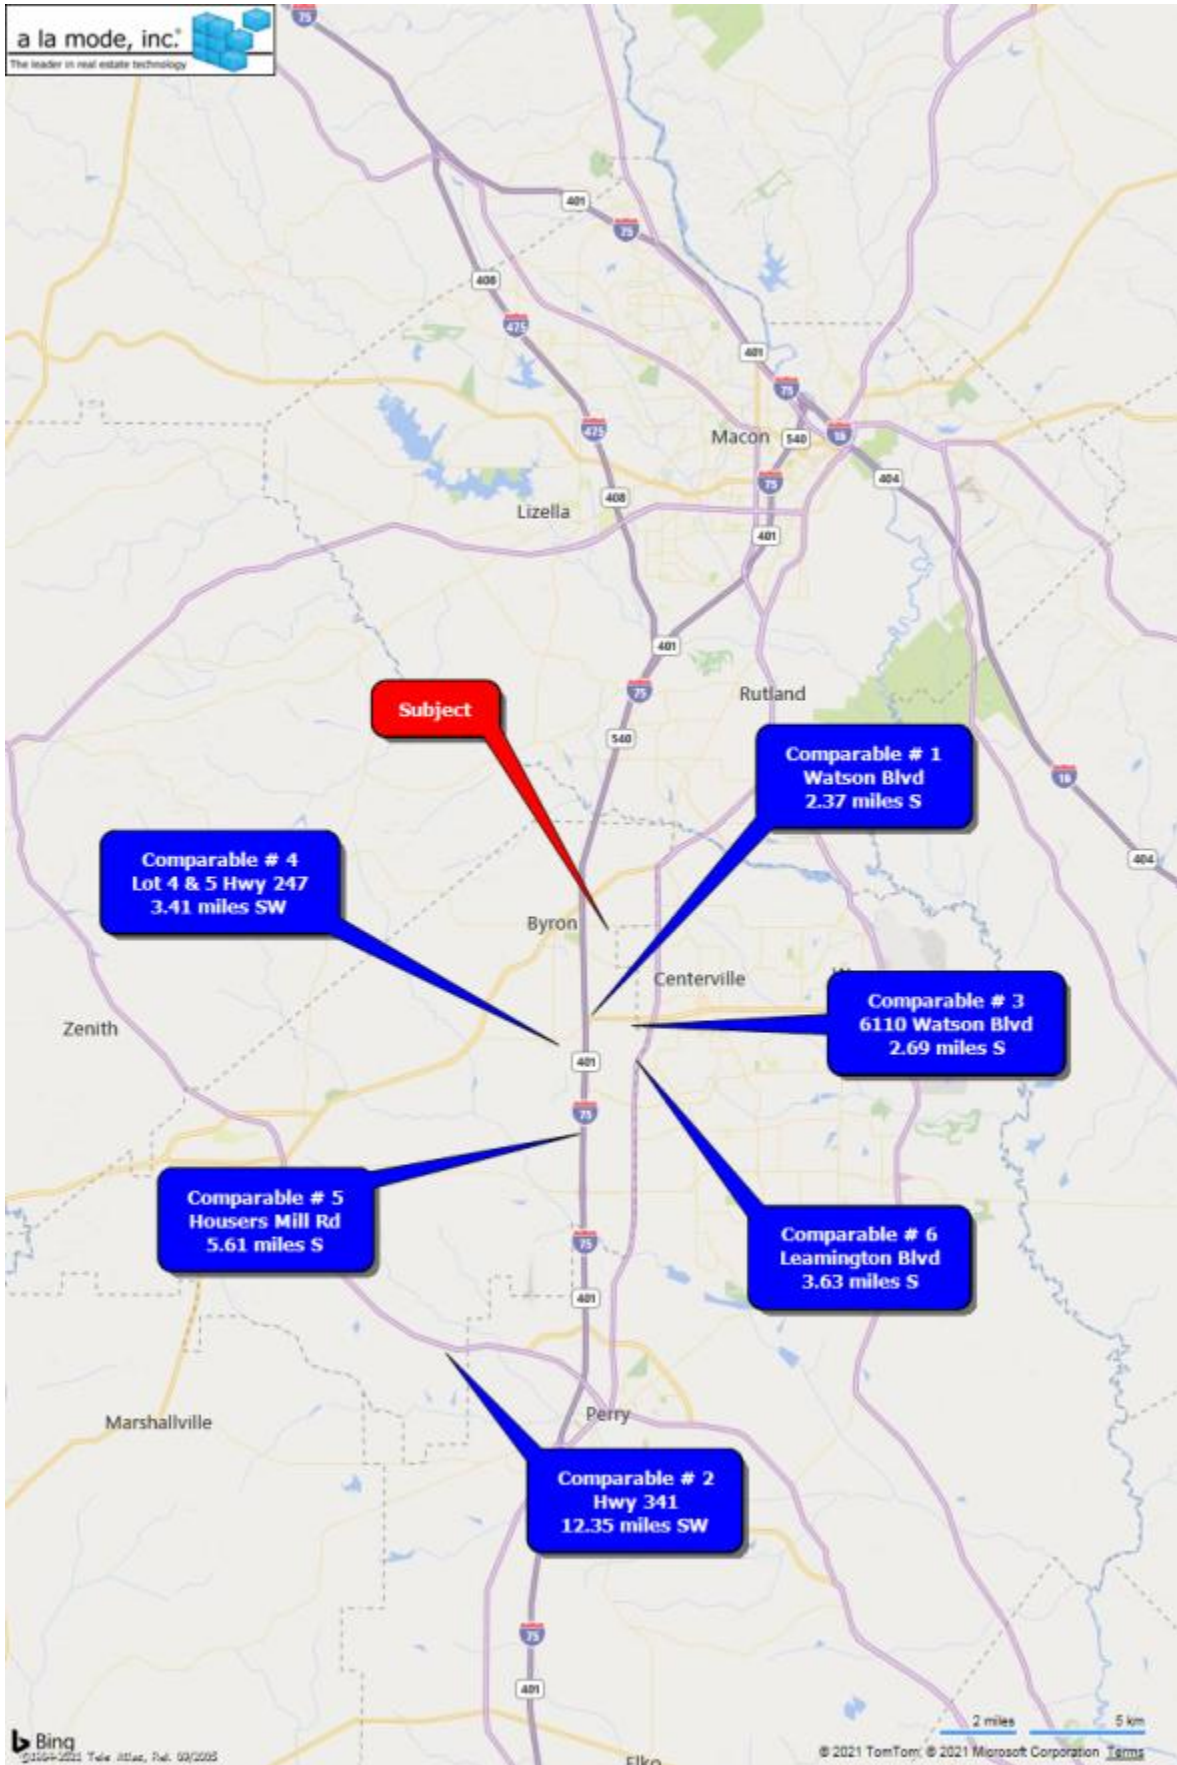 a la mode, inc.
The leader in real estate technology
75
401
75
408
475
401
75
475
Macon
540
16
75
404
408
Lizella
401
401
75
Rutland
Subject
540
Comparable # 1
Watson Blvd
2.37 miles S
16
404
Comparable # 4
Lot 4 & 5 Hwy 247
3.41 miles SW
Byron
Centerville
Comparable # 3
6110 Watson Blvd
2.69 miles S
Zenith
401
75
Comparable # 5
Housers Mill Rd
5.61 miles S
Comparable # 6
Leamington Blvd
3.63 miles S
75
401
Marshallville
Perry
Comparable # 2
Hwy 341
12.35 miles SW
75
401
2 miles
5 km
Bing
Elko
© 2021 TomTom, © 2021 Microsoft Corporation Terms